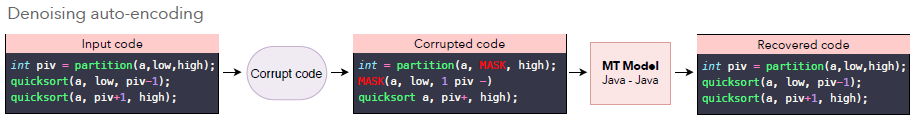 Denoising auto-encoding
Input code
int piv = partition(a,low,high);
quicksort(a, low, piv-1);
quicksort(a, piv+1, high);
Corrupt code
Corrupted code
int = partition(a, MASK, high);
MASK(a, low, 1 piv -)
quicksort a, piv+, high);
MT Model
Java - Java
Recovered code
int piv = partition(a,low,high);
quicksort(a, low, piv-1);
quicksort(a, piv+1, high);